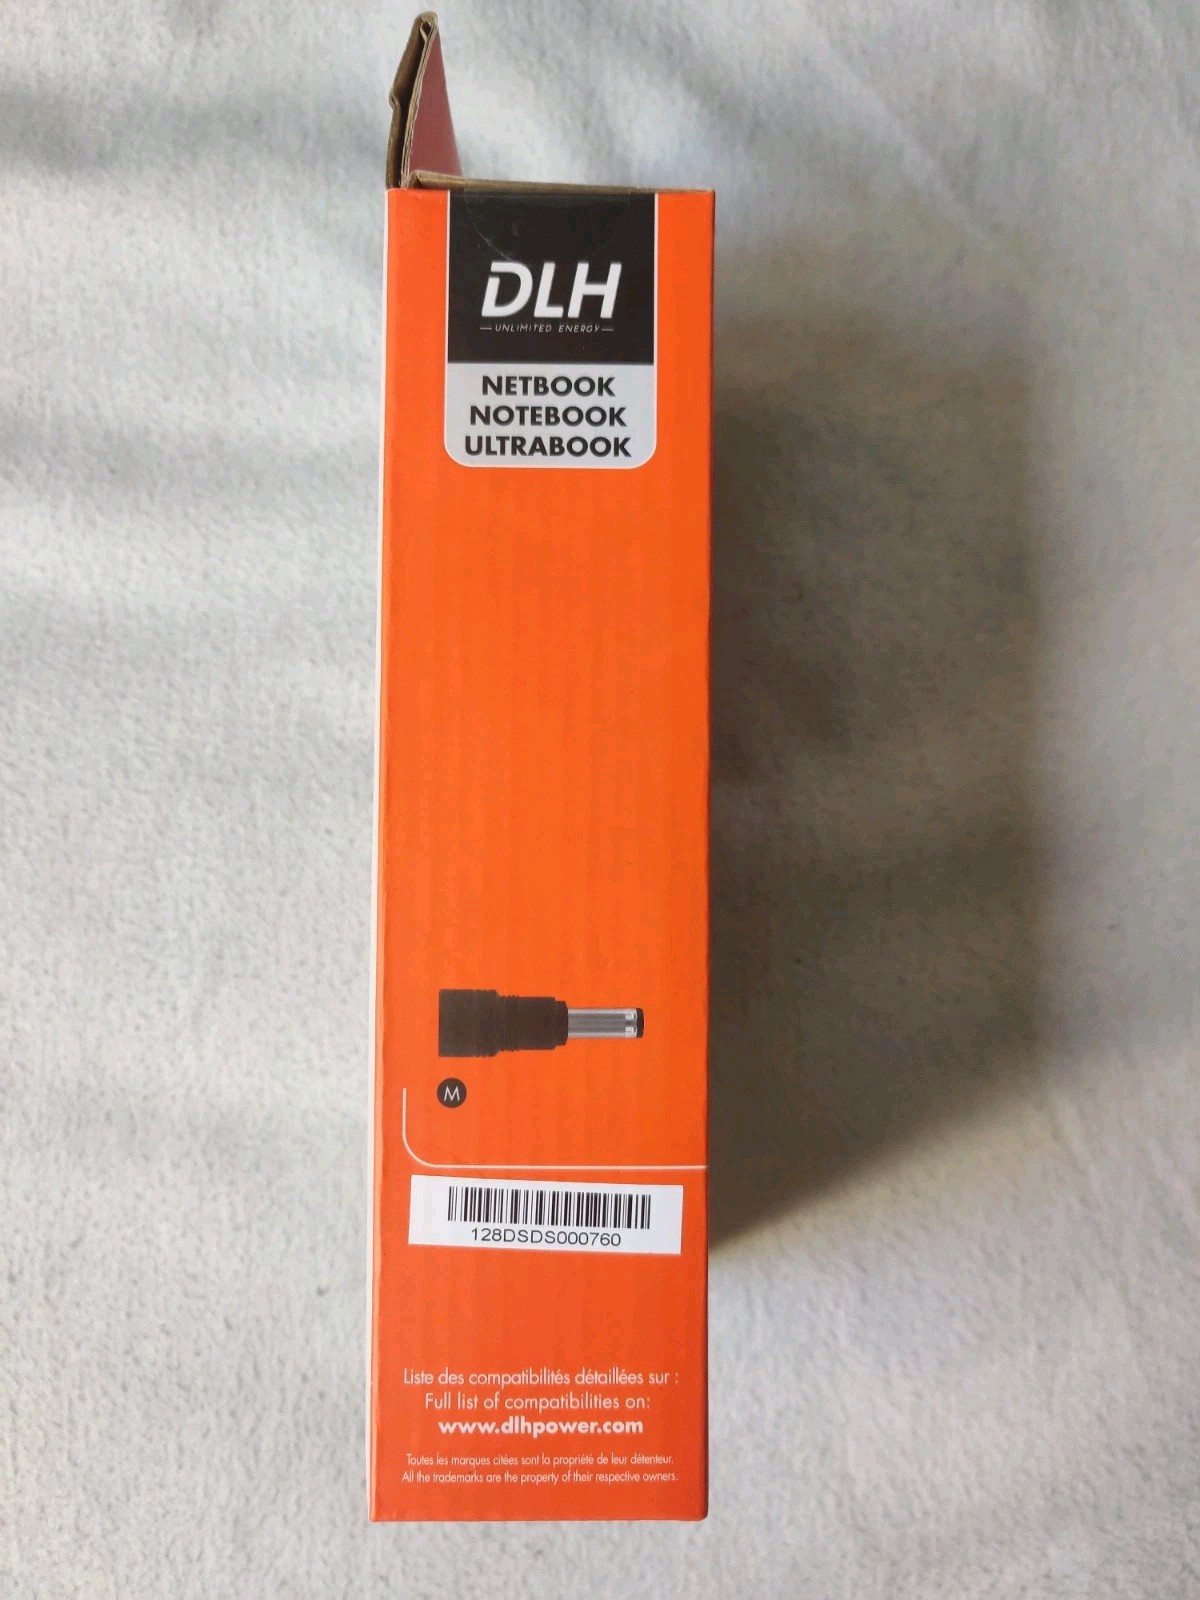 DLH
UNLIMITED ENERGY
NETBOOK
NOTEBOOK
ULTRABOOK
M
128DSDS000760
Liste des compatibilités détaillées sur :
Full list of compatibilities on:
www.dlhpower.com
Toutes les marques citées sont la propriété de leur détenteur.
All the trademarks are the property of their respective owners.